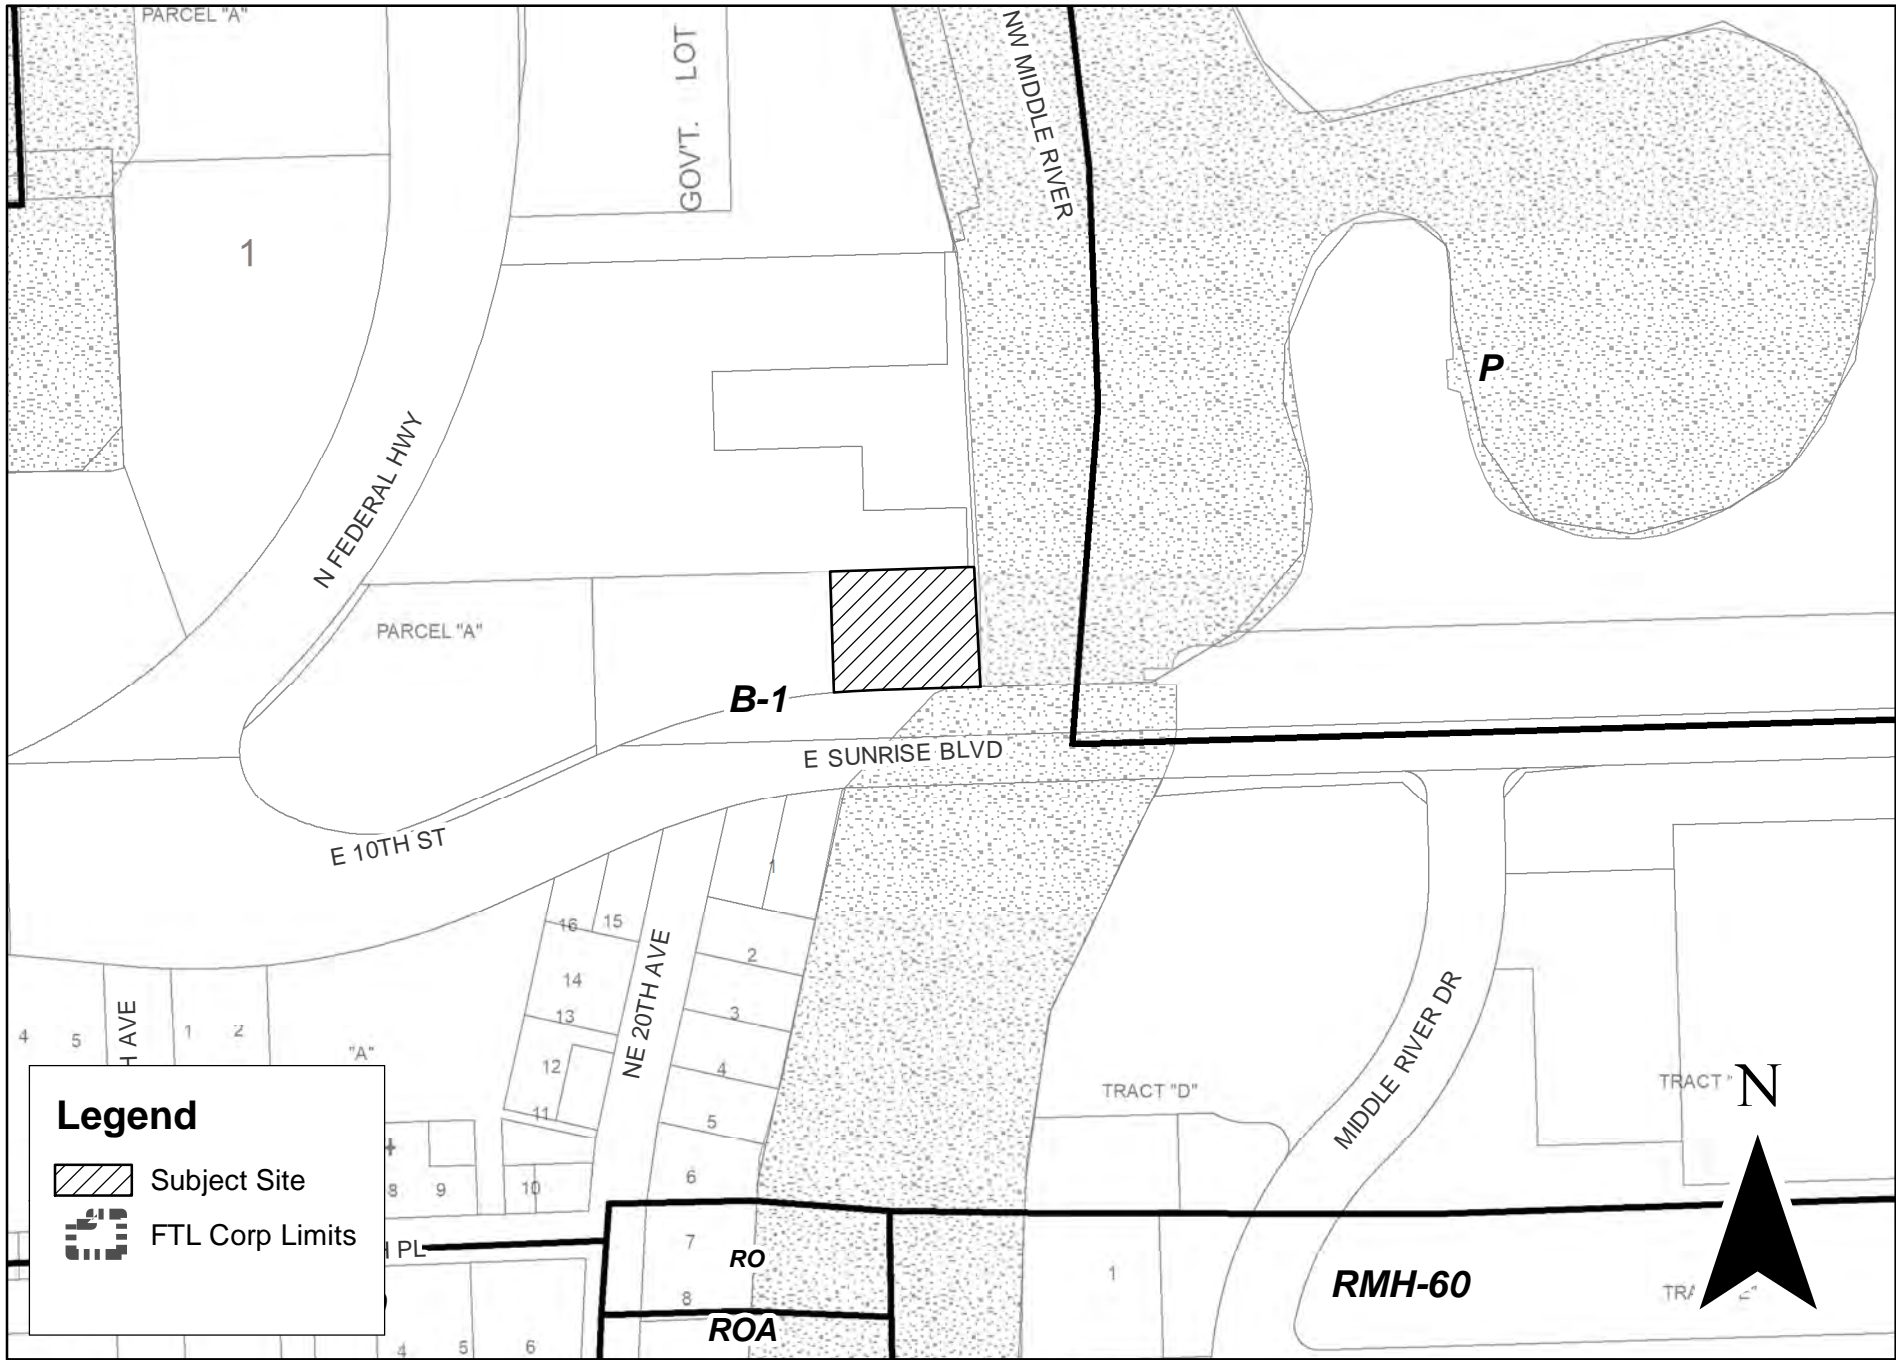 PARCEL "A"
GOV'T. LOT
NW MIDDLE RIVER
1
P
N FEDERAL HWY
PARCEL "A"
B-1
E SUNRISE BLVD
E 10TH ST
1
16
15
2
14
3
13
NE 20TH AVE
4
12
5
11
6
10
4
5
H AVE
1
2
"A"
MIDDLE RIVER DR
TRACT "D"
TRACT "
N
Legend
Subject Site
FTL Corp Limits
8
9
PL
7
RO
8
ROA
1
RMH-60
4
5
6